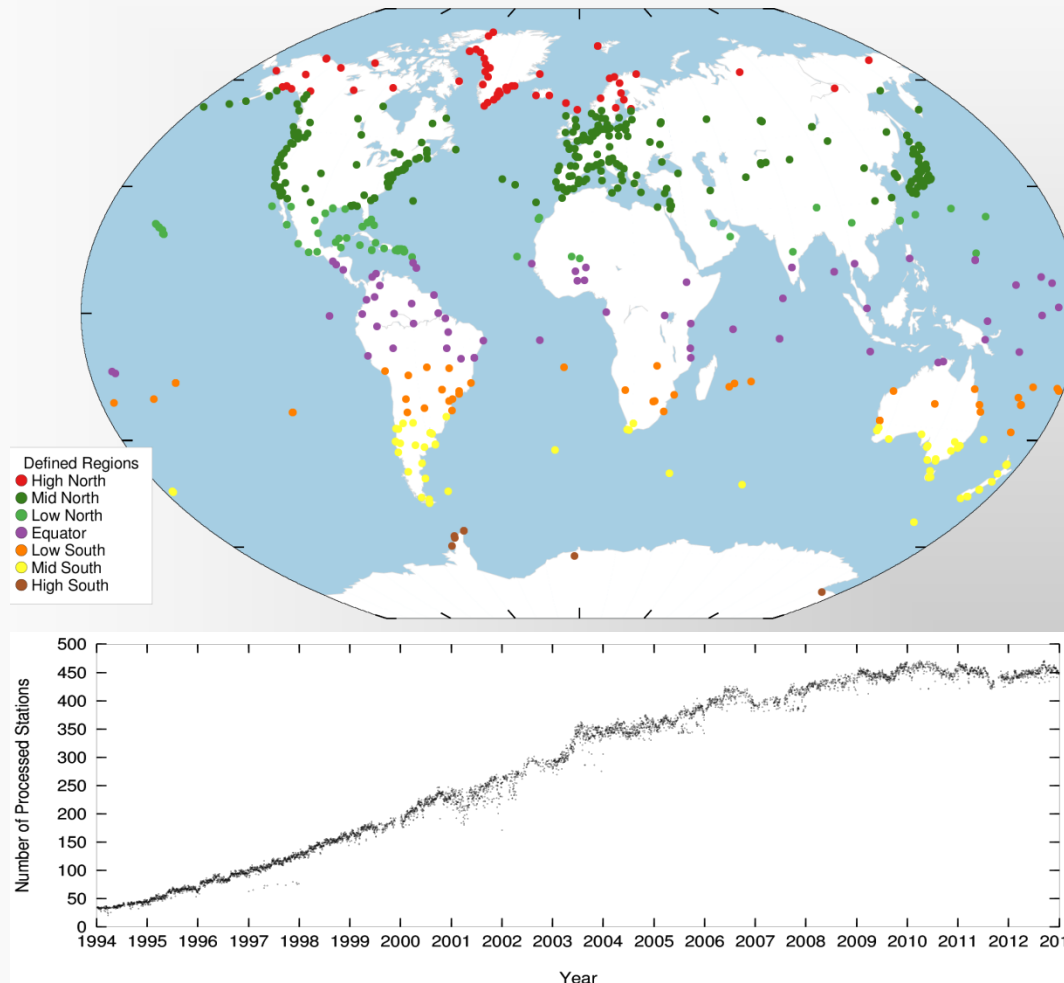 Defined Regions
High North
Mid North
Low North
Equator
Low South
Mid South
High South
500
450
400
350
300
250
200
150
100
50
0
Number of Processed Stations
1994 1995 1996 1997 1998 1999 2000 2001 2002 2003 2004 2005 2006 2007 2008 2009 2010 2011 2012 201
Year